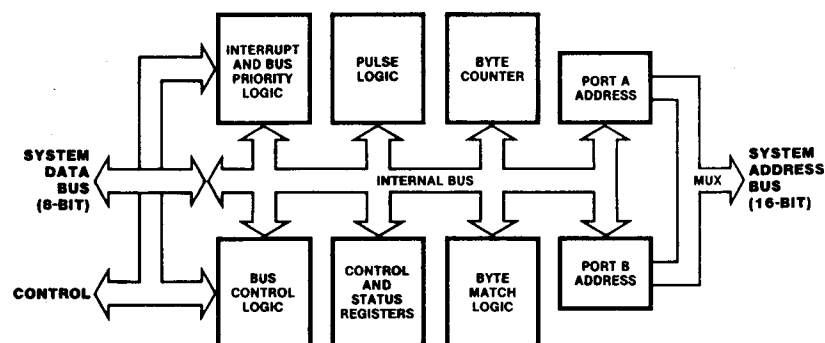 INTERRUPT
AND BUS
PRIORITY
LOGIC
PULSE
LOGIC
BYTE
COUNTER
PORT A
ADDRESS
SYSTEM
DATA
BUS
(8-BIT)
INTERNAL BUS
MUX
SYSTEM
ADDRESS
BUS
(16-BIT)
CONTROL
BUS
CONTROL
LOGIC
CONTROL
AND
STATUS
REGISTERS
BYTE
MATCH
LOGIC
PORT B
ADDRESS